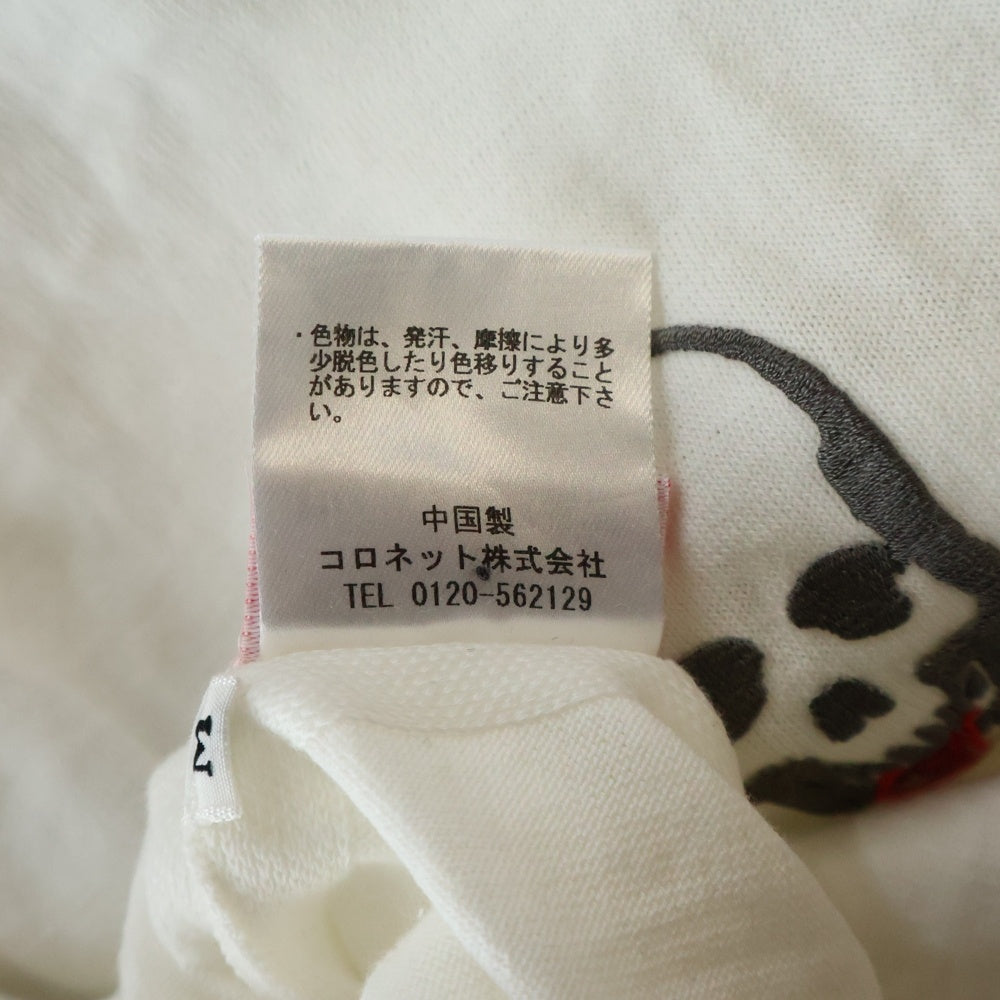 ・色物は、発汗、摩擦により多
少脱色したり色移りすること
がありますので、ご注意下さ
い。
中国製
コロネット株式会社
TEL 0120-562129
M